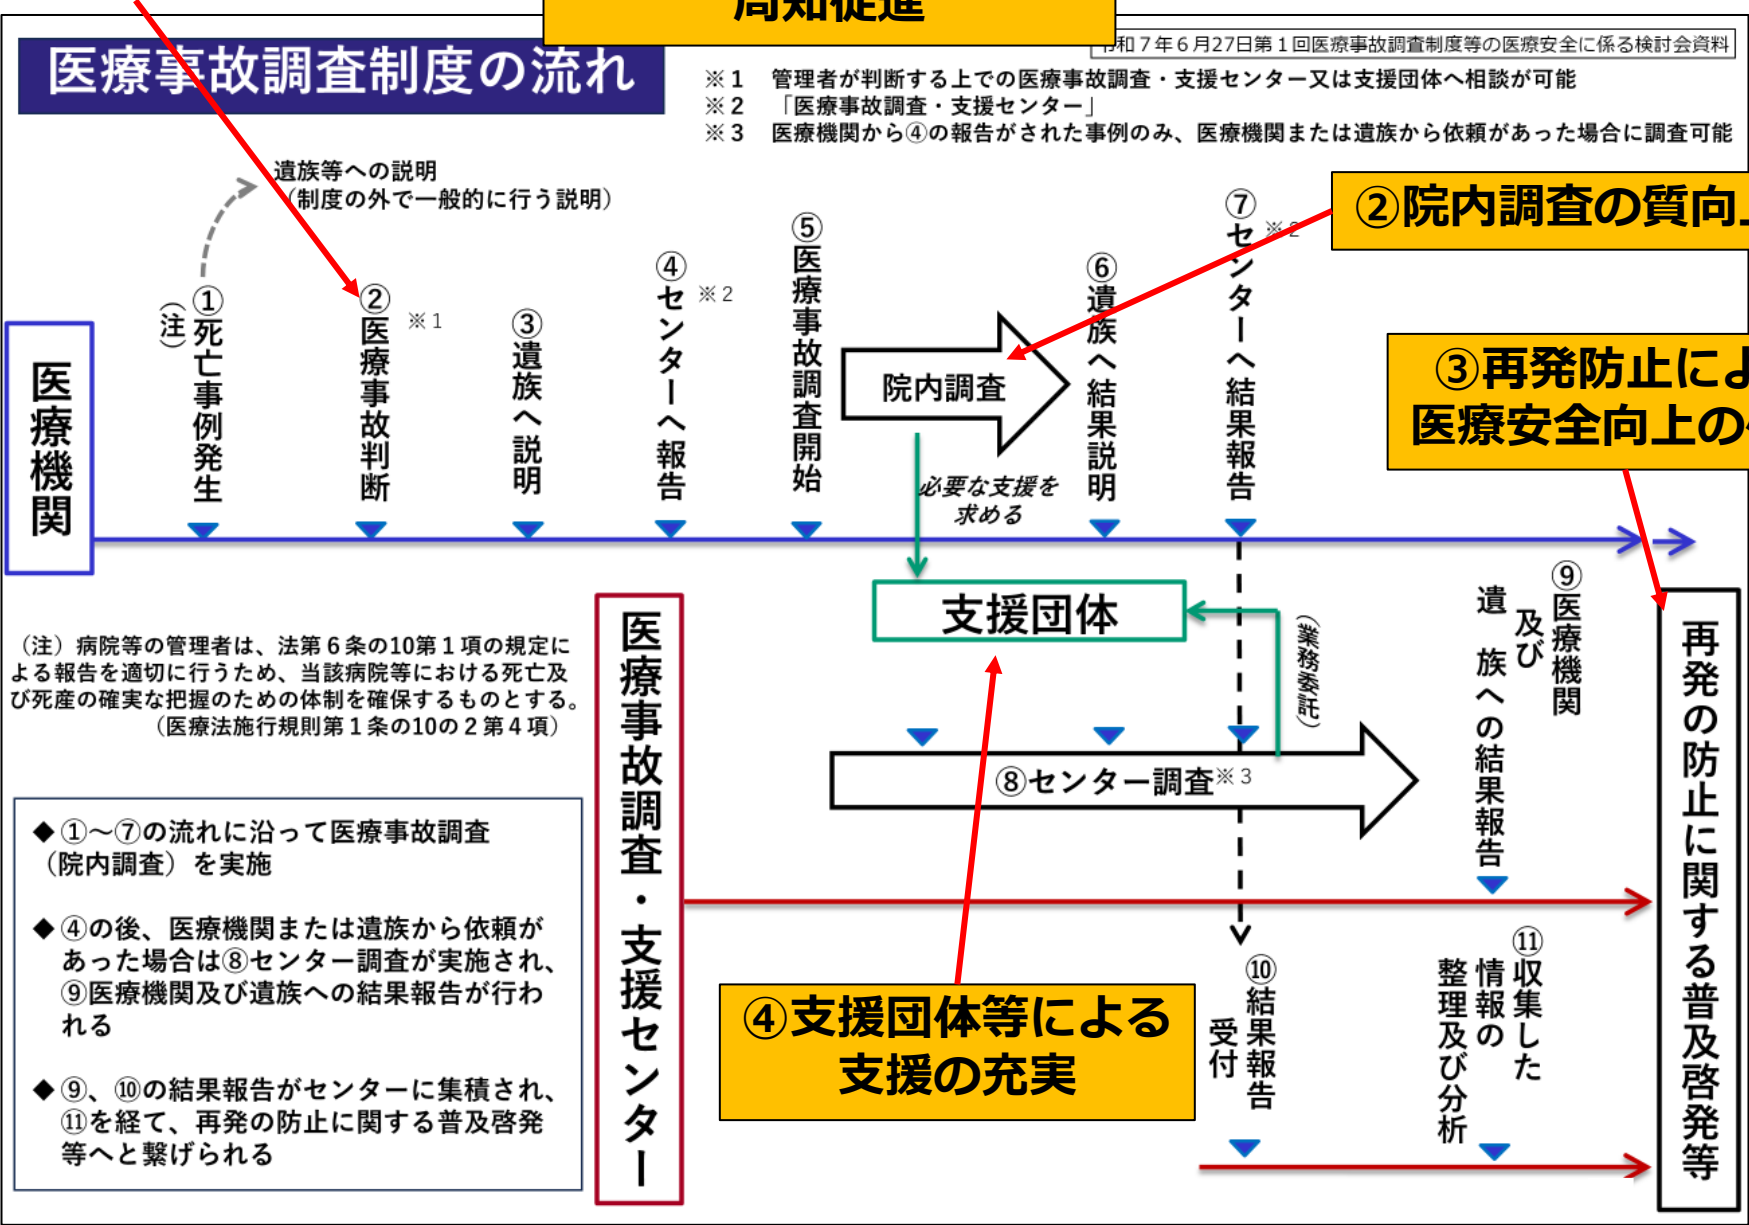 周知促進
医療事故調査制度の流れ
和７年６月27日第１回医療事故調査制度等の医療安全に係る検討会資料
※１　管理者が判断する上での医療事故調査・支援センター又は支援団体へ相談が可能
※２　「医療事故調査・支援センター」
※３　医療機関から④の報告がされた事例のみ、医療機関または遺族から依頼があった場合に調査可能
遺族等への説明
（制度の外で一般的に行う説明）
②院内調査の質向
③再発防止によ
医療安全向上の
医療機関
①死亡事例発生
（注）
②医療事故判断
※１
③遺族へ説明
④センターへ報告
※２
⑤医療事故調査開始
院内調査
⑥遺族へ結果説明
⑦センターへ結果報告
※２
必要な支援を
求める
支援団体
（業務委託）
⑨医療機関
及び
遺族への結果報告
（注）病院等の管理者は、法第６条の10第１項の規定に
よる報告を適切に行うため、当該病院等における死亡及
び死産の確実な把握のための体制を確保するものとする。
（医療法施行規則第１条の10の２第４項）
医療事故調査・支援センター
⑧センター調査※３
再発の防止に関する普及啓発等
◆①～⑦の流れに沿って医療事故調査
（院内調査）を実施
◆④の後、医療機関または遺族から依頼が
あった場合は⑧センター調査が実施され、
⑨医療機関及び遺族への結果報告が行わ
れる
◆⑨、⑩の結果報告がセンターに集積され、
⑪を経て、再発の防止に関する普及啓発
等へと繋げられる
④支援団体等による
支援の充実
⑩結果報告
受付
⑪収集した
情報の
整理及び分析